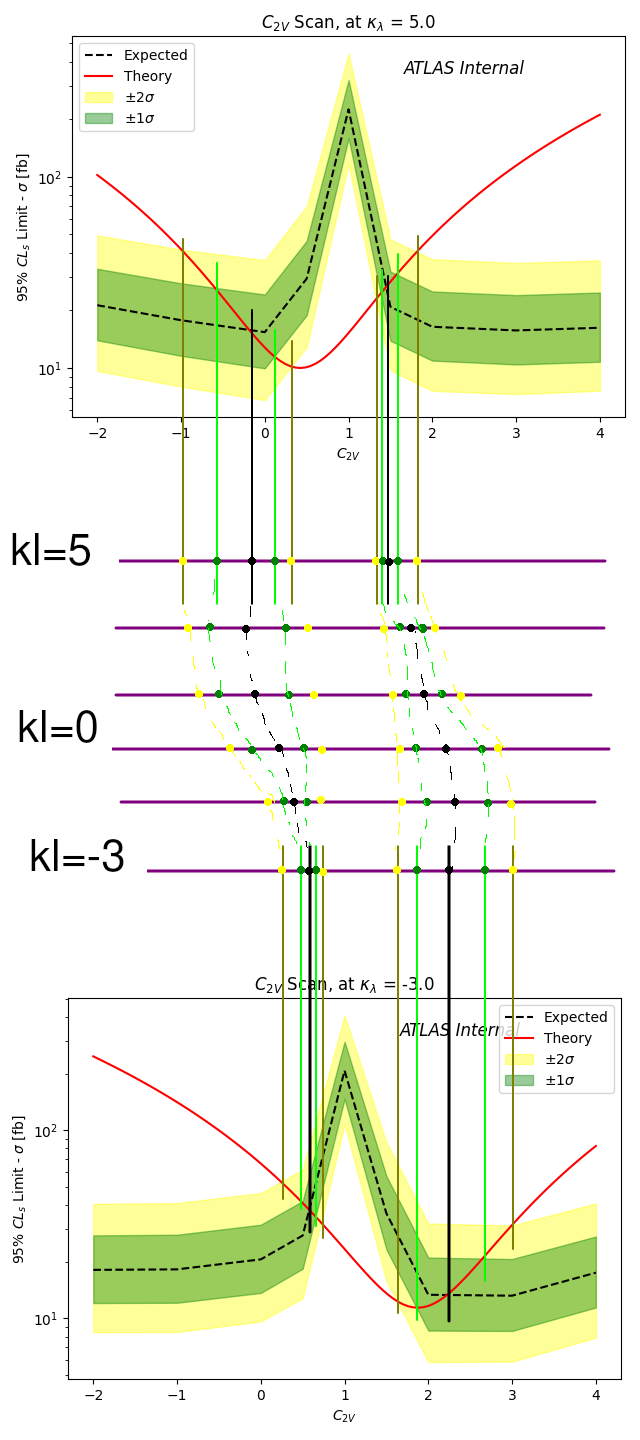 C₂V Scan, at κλ = 5.0
Expected
Theory
±2σ
±1σ
ATLAS Internal
95% CLₛ Limit - σ [fb]
10²
10¹
−2 −1 0 1 2 3 4
C₂V
kl=5
kl=0
kl=-3
C₂V Scan, at κλ = -3.0
ATLAS Internal
Expected
Theory
±2σ
±1σ
95% CLₛ Limit - σ [fb]
10²
10¹
−2 −1 0 1 2 3 4
C₂V